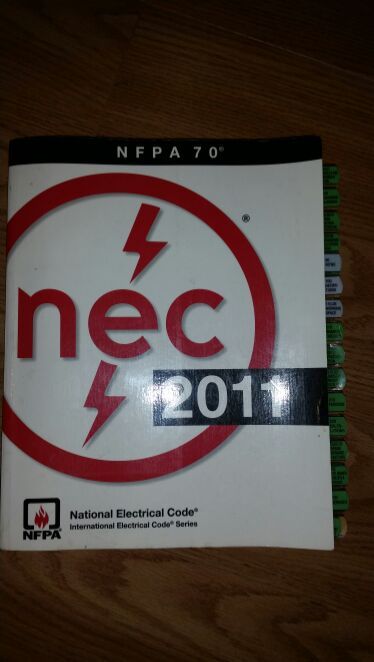 NFPA 70®
®
nec
2011
National Electrical Code®
International Electrical Code® Series
NFPA®